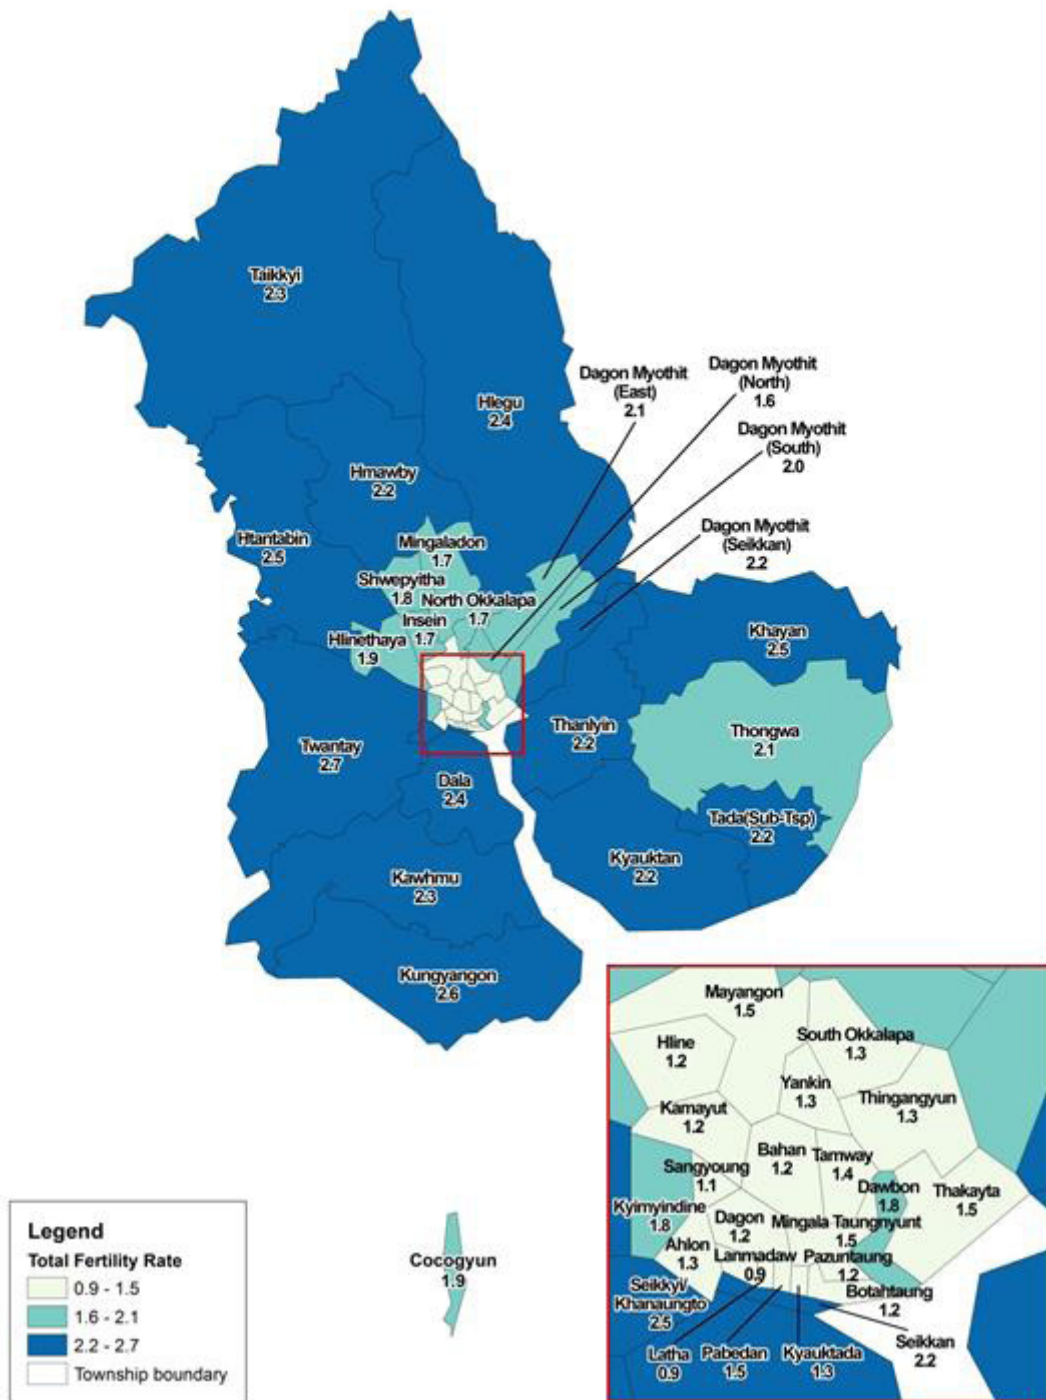 Taikkyi
2.3
Hlegu
2.4
Dagon Myothit
(East)
2.1
Dagon Myothit
(North)
1.6
Dagon Myothit
(South)
2.0
Hmawby
2.2
Dagon Myothit
(Seikkan)
2.2
Htantabin
2.5
Mingaladon
1.7
Shwepyitha
1.8
North Okkalapa
1.7
Insein
1.7
Hlinethaya
1.9
Khayan
2.5
Thanlyin
2.2
Thongwa
2.1
Twantay
2.7
Dala
2.4
Tada(Sub-Tsp)
2.2
Kyauktan
2.2
Kawhmu
2.3
Kungyangon
2.6
Mayangon
1.5
Hline
1.2
South Okkalapa
1.3
Yankin
1.3
Thingangyun
1.3
Kamayut
1.2
Bahan
1.2
Tamway
1.4
Sangyoung
1.1
Dawbon
1.8
Thakayta
1.5
Kyimyindine
1.8
Dagon
1.2
Mingala Taungnyunt
1.5
Ahlon
1.3
Lanmadaw
0.9
Pazuntaung
1.2
Seikkyi/
Khanaungto
2.5
Botahtaung
1.2
Latha
0.9
Pabedan
1.5
Kyauktada
1.3
Seikkan
2.2
Cocogyun
1.9
Legend
Total Fertility Rate
0.9 - 1.5
1.6 - 2.1
2.2 - 2.7
Township boundary